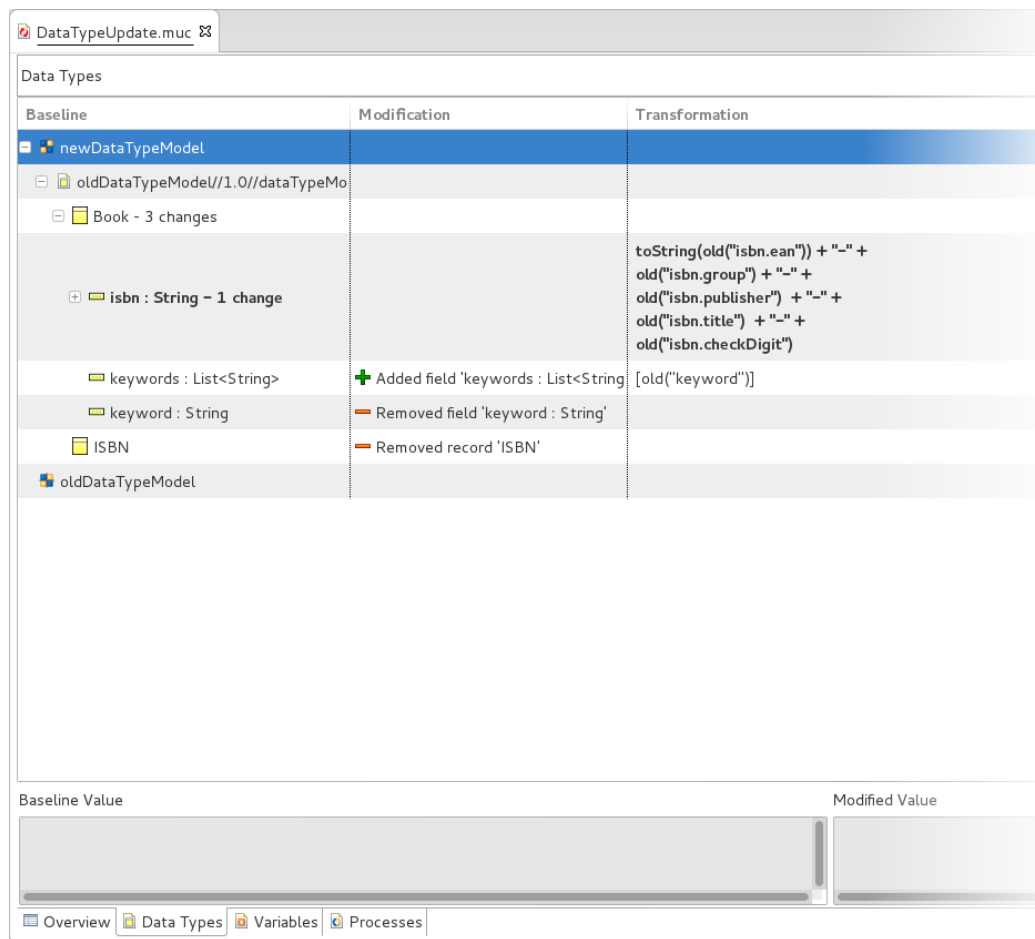 DataTypeUpdate.muc
Data Types
Baseline Modification Transformation
newDataTypeModel
oldDataTypeModel//1.0//dataTypeMo
Book - 3 changes
isbn : String - 1 change
toString(old("isbn.ean")) + "-" +
old("isbn.group") + "-" +
old("isbn.publisher") + "-" +
old("isbn.title") + "-" +
old("isbn.checkDigit")
keywords : List<String> Added field 'keywords : List<String [old("keyword")]
keyword : String Removed field 'keyword : String'
ISBN Removed record 'ISBN'
oldDataTypeModel
Baseline Value Modified Value
Overview Data Types Variables Processes